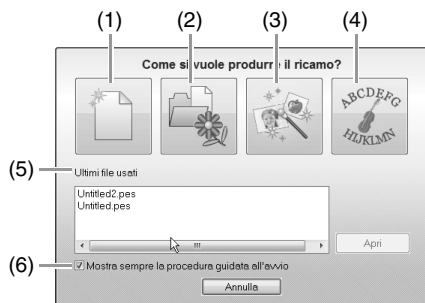 (1) (2) (3) (4)
Come si vuole produrre il ricamo?
ABCDEFG
HIJKLMN
(5) Ultimi file usati
Untitled2.pes
Untitled.pes
Apri
(6) Mostra sempre la procedura guidata all'avvio
Annulla